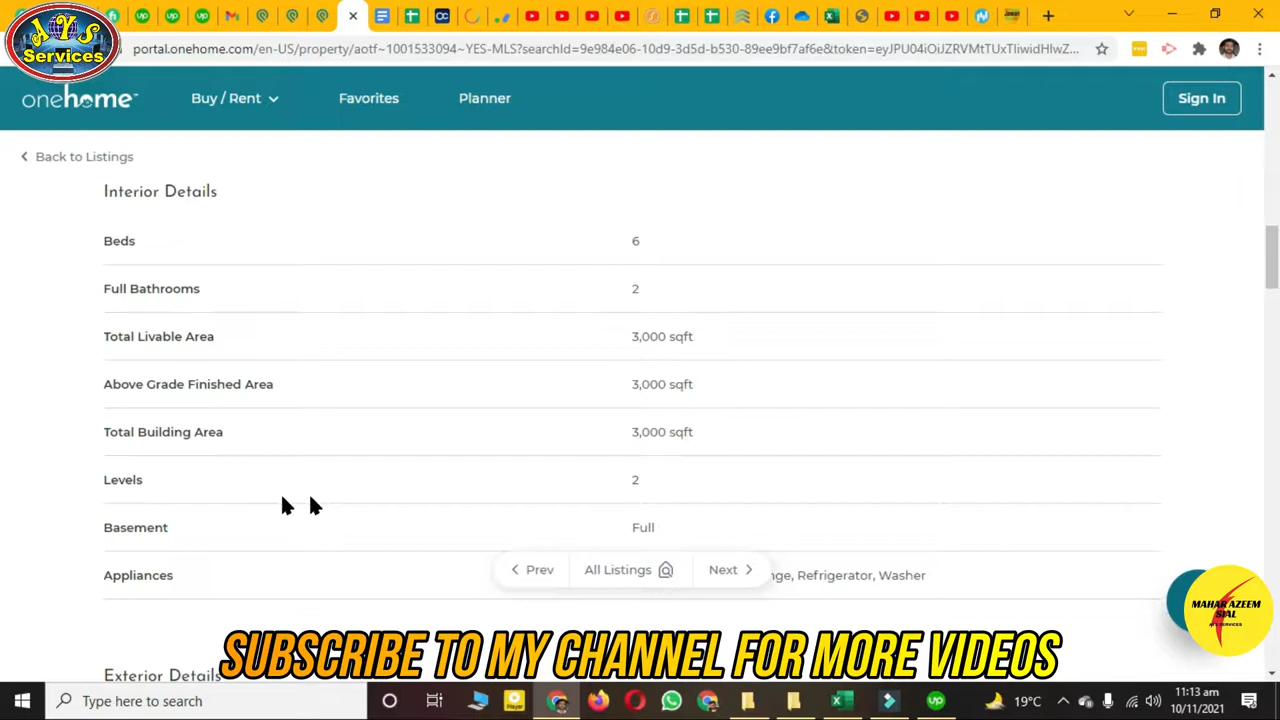 AYS
Services
portal.onehome.com/en-US/property/aotf~1001533094~YES-MLS?searchId=9e984e06-10d9-3d5d-b530-89ee9bf7af6e&token=eyJPU04iOiJZRVMtTUxTliwidHlwZ...
onehome™
Buy / Rent
Favorites
Planner
Sign In
Back to Listings
Interior Details
Beds 6
Full Bathrooms 2
Total Livable Area 3,000 sqft
Above Grade Finished Area 3,000 sqft
Total Building Area 3,000 sqft
Levels 2
Basement Full
Prev All Listings Next
Appliances Refrigerator, Washer
MAHAR AZEEM
SIAL
AYS SERVICES
SUBSCRIBE TO MY CHANNEL FOR MORE VIDEOS
Exterior Details
Type here to search
19°C
11:13 am
10/11/2021